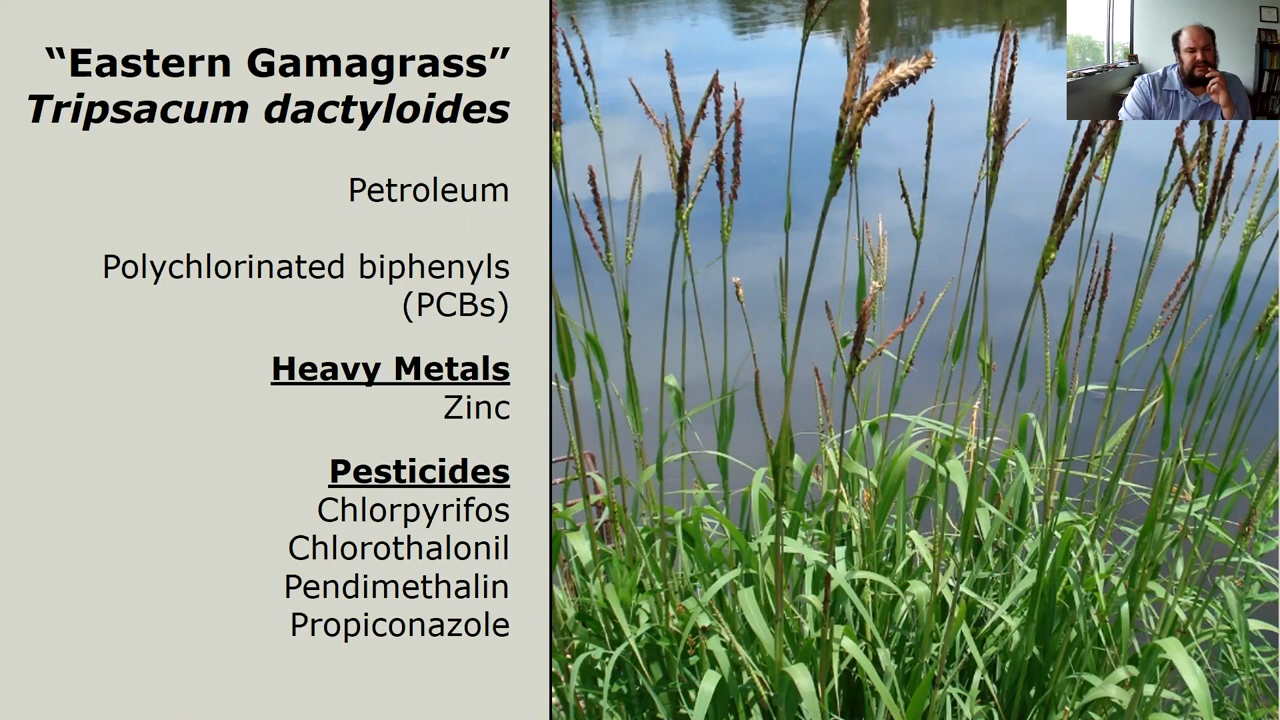 “Eastern Gamagrass”
Tripsacum dactyloides
Petroleum
Polychlorinated biphenyls
(PCBs)
Heavy Metals
Zinc
Pesticides
Chlorpyrifos
Chlorothalonil
Pendimethalin
Propiconazole